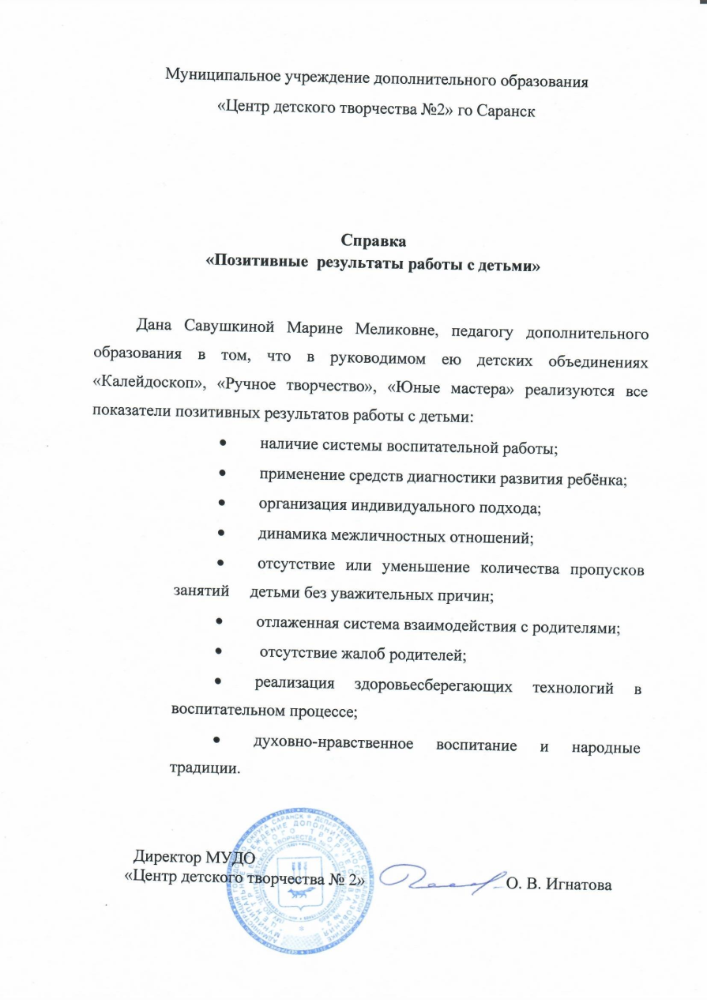 Муниципальное учреждение дополнительного образования
«Центр детского творчества №2» го Саранск
Справка
«Позитивные результаты работы с детьми»
Дана Савушкиной Марине Меликовне, педагогу дополнительного
образования в том, что в руководимом ею детских объединениях
«Калейдоскоп», «Ручное творчество», «Юные мастера» реализуются все
показатели позитивных результатов работы с детьми:
• наличие системы воспитательной работы;
• применение средств диагностики развития ребёнка;
• организация индивидуального подхода;
• динамика межличностных отношений;
• отсутствие или уменьшение количества пропусков
занятий детьми без уважительных причин;
• отлаженная система взаимодействия с родителями;
• отсутствие жалоб родителей;
• реализация здоровьесберегающих технологий в
воспитательном процессе;
• духовно-нравственное воспитание и народные
традиции.
Директор МУДО
«Центр детского творчества № 2» О. В. Игнатова